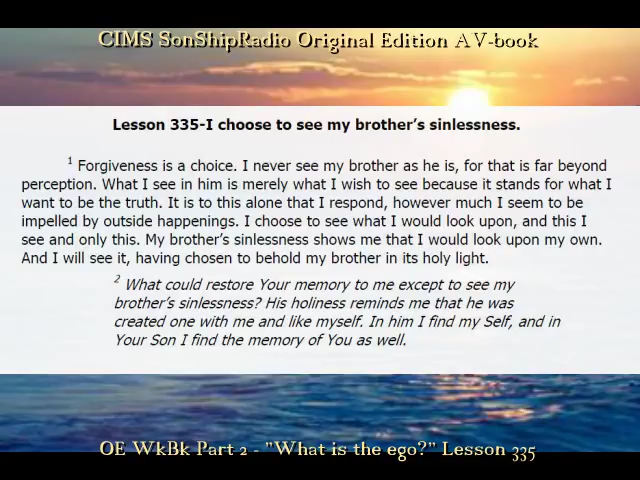 CIMS SonShipRadio Original Edition AV-book
Lesson 335-I choose to see my brother's sinlessness.
1 Forgiveness is a choice. I never see my brother as he is, for that is far beyond
perception. What I see in him is merely what I wish to see because it stands for what I
want to be the truth. It is to this alone that I respond, however much I seem to be
impelled by outside happenings. I choose to see what I would look upon, and this I
see and only this. My brother's sinlessness shows me that I would look upon my own.
And I will see it, having chosen to behold my brother in its holy light.
2 What could restore Your memory to me except to see my
brother's sinlessness? His holiness reminds me that he was
created one with me and like myself. In him I find my Self, and in
Your Son I find the memory of You as well.
OE WkBk Part 2 - "What is the ego?" Lesson 335